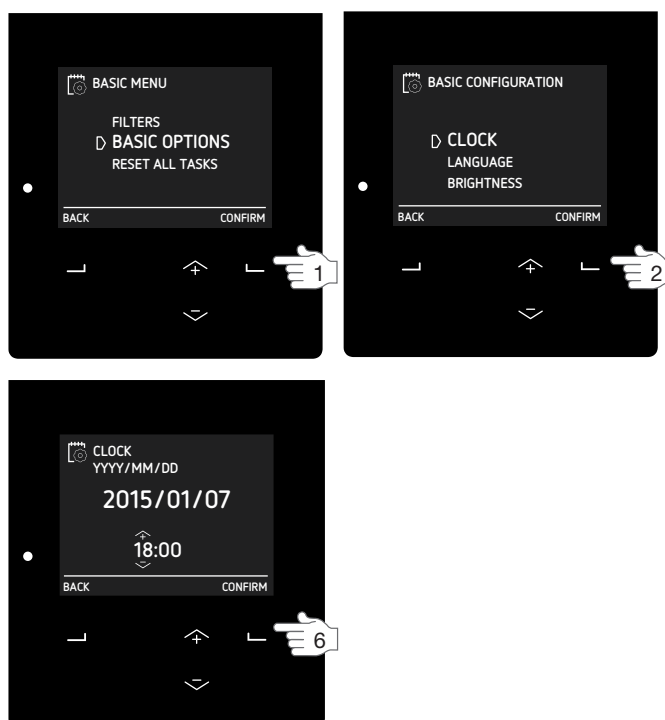 BASIC MENU
FILTERS
BASIC OPTIONS
RESET ALL TASKS
BACK CONFIRM
1
BASIC CONFIGURATION
CLOCK
LANGUAGE
BRIGHTNESS
BACK CONFIRM
2
CLOCK
YYYY/MM/DD
2015/01/07
18:00
BACK CONFIRM
6